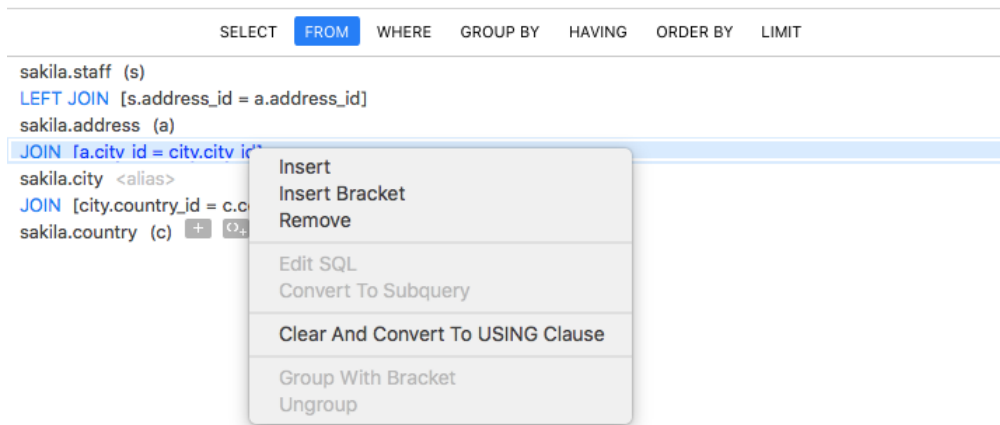 SELECT FROM WHERE GROUP BY HAVING ORDER BY LIMIT
sakila.staff (s)
LEFT JOIN [s.address_id = a.address_id]
sakila.address (a)
JOIN [a.city_id = city.city_id]
sakila.city <alias>
JOIN [city.country_id = c.c
sakila.country (c) +
Insert
Insert Bracket
Remove
Edit SQL
Convert To Subquery
Clear And Convert To USING Clause
Group With Bracket
Ungroup